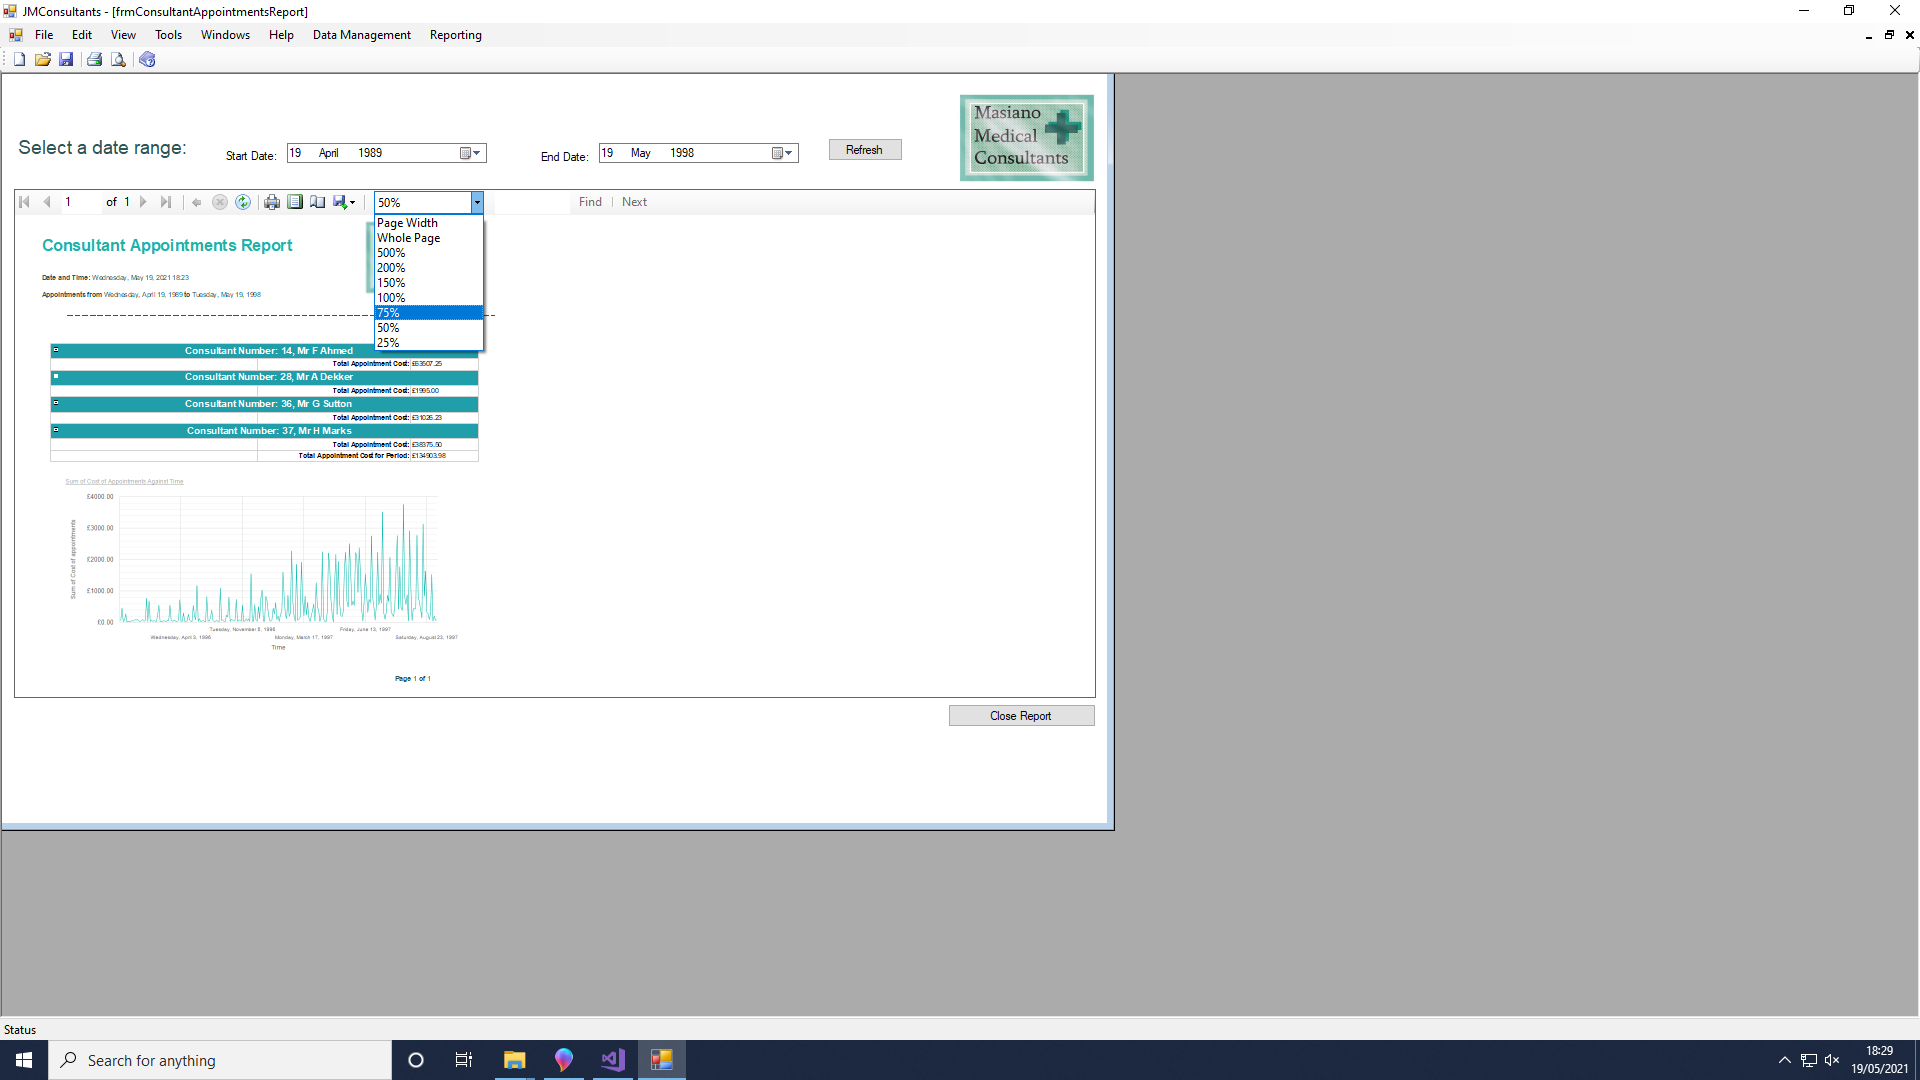 JMConsultants - [frmConsultantAppointmentsReport]
File Edit View Tools Windows Help Data Management Reporting
Masiano
Medical
Consultants
Select a date range:
Start Date: 19 April 1989
End Date: 19 May 1998
Refresh
1 of 1
50%
Find | Next
Page Width
Whole Page
500%
200%
150%
100%
75%
50%
25%
Consultant Appointments Report
Date and Time: Wednesday, May 19, 2021 18:23
Appointments from Wednesday, April 19, 1989 to Tuesday, May 19, 1998
Consultant Number: 14, Mr F Ahmed
Total Appointment Cost: £63507.25
Consultant Number: 28, Mr A Dekker
Total Appointment Cost: £1995.00
Consultant Number: 36, Mr G Sutton
Total Appointment Cost: £31026.23
Consultant Number: 37, Mr H Marks
Total Appointment Cost: £38375.50
Total Appointment Cost for Period: £134903.98
Sum of Cost of Appointments Against Time
£4000.00
£3000.00
£2000.00
£1000.00
£0.00
Sum of Cost of appointments
Tuesday, November 5, 1996
Friday, June 13, 1997
Wednesday, April 3, 1996
Monday, March 17, 1997
Saturday, August 23, 1997
Time
Page 1 of 1
Close Report
Status
Search for anything
18:29
19/05/2021